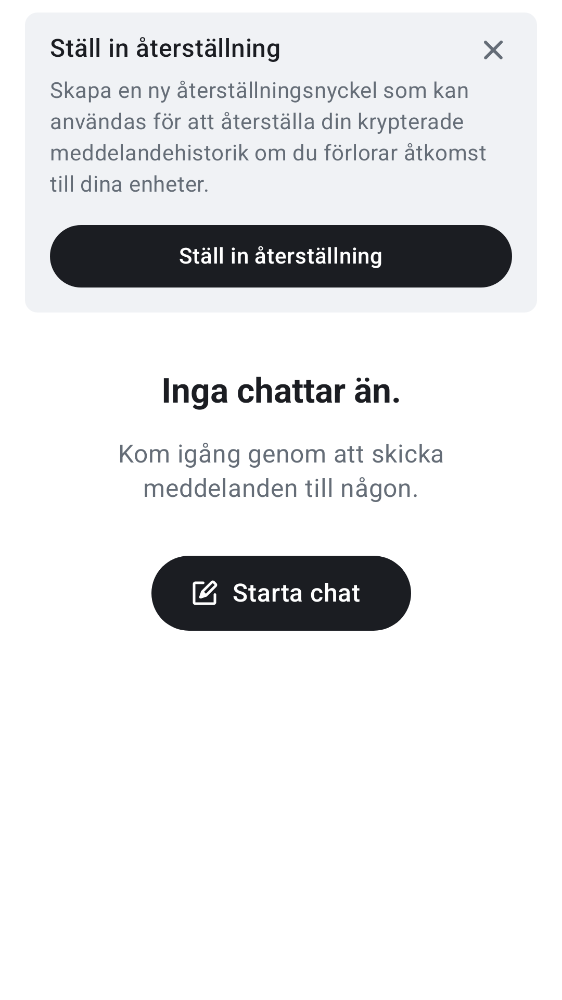 Ställ in återställning
Skapa en ny återställningsnyckel som kan
användas för att återställa din krypterade
meddelandehistorik om du förlorar åtkomst
till dina enheter.
Ställ in återställning
Inga chattar än.
Kom igång genom att skicka
meddelanden till någon.
Starta chat